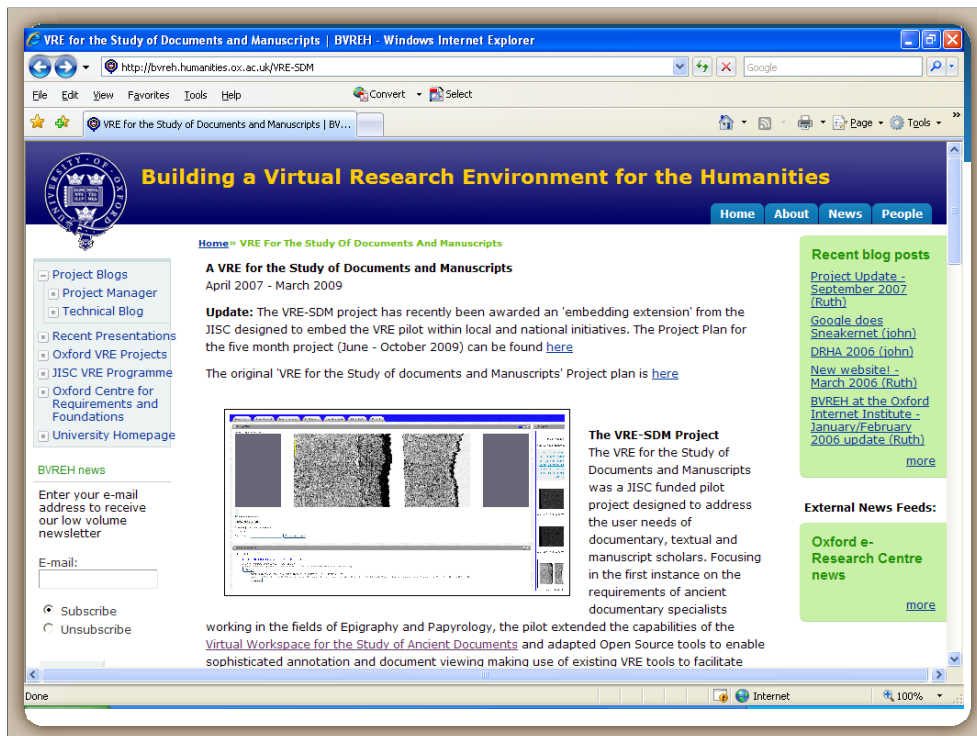 VRE for the Study of Documents and Manuscripts | BVREH - Windows Internet Explorer
http://bvreh.humanities.ox.ac.uk/VRE-SDM
Google
File Edit View Favorites Tools Help
Convert Select
VRE for the Study of Documents and Manuscripts | BV...
Page Tools
Building a Virtual Research Environment for the Humanities
Home About News People
Project Blogs
Project Manager
Technical Blog
Recent Presentations
Oxford VRE Projects
JISC VRE Programme
Oxford Centre for
Requirements and
Foundations
University Homepage
BVREH news
Enter your e-mail
address to receive
our low volume
newsletter
E-mail:
Subscribe
Unsubscribe
Home» VRE For The Study Of Documents And Manuscripts
A VRE for the Study of Documents and Manuscripts
April 2007 - March 2009
Update: The VRE-SDM project has recently been awarded an 'embedding extension' from the
JISC designed to embed the VRE pilot within local and national initiatives. The Project Plan for
the five month project (June - October 2009) can be found here
The original 'VRE for the Study of documents and Manuscripts' Project plan is here
The VRE-SDM Project
The VRE for the Study of
Documents and Manuscripts
was a JISC funded pilot
project designed to address
the user needs of
documentary, textual and
manuscript scholars. Focusing
in the first instance on the
requirements of ancient
documentary specialists
working in the fields of Epigraphy and Papyrology, the pilot extended the capabilities of the
Virtual Workspace for the Study of Ancient Documents and adapted Open Source tools to enable
sophisticated annotation and document viewing making use of existing VRE tools to facilitate
Recent blog posts
Project Update -
September 2007
(Ruth)
Google does
Sneakernet (john)
DRHA 2006 (john)
New website! -
March 2006 (Ruth)
BVREH at the Oxford
Internet Institute -
January/February
2006 update (Ruth)
more
External News Feeds:
Oxford e-
Research Centre
news
more
Done
Internet
100%